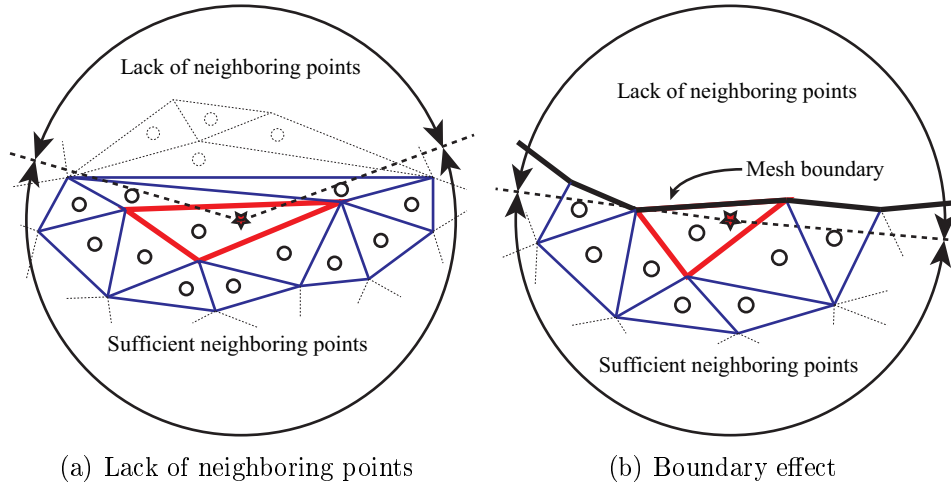 Lack of neighboring points
Sufficient neighboring points
(a) Lack of neighboring points
Lack of neighboring points
Mesh boundary
Sufficient neighboring points
(b) Boundary effect